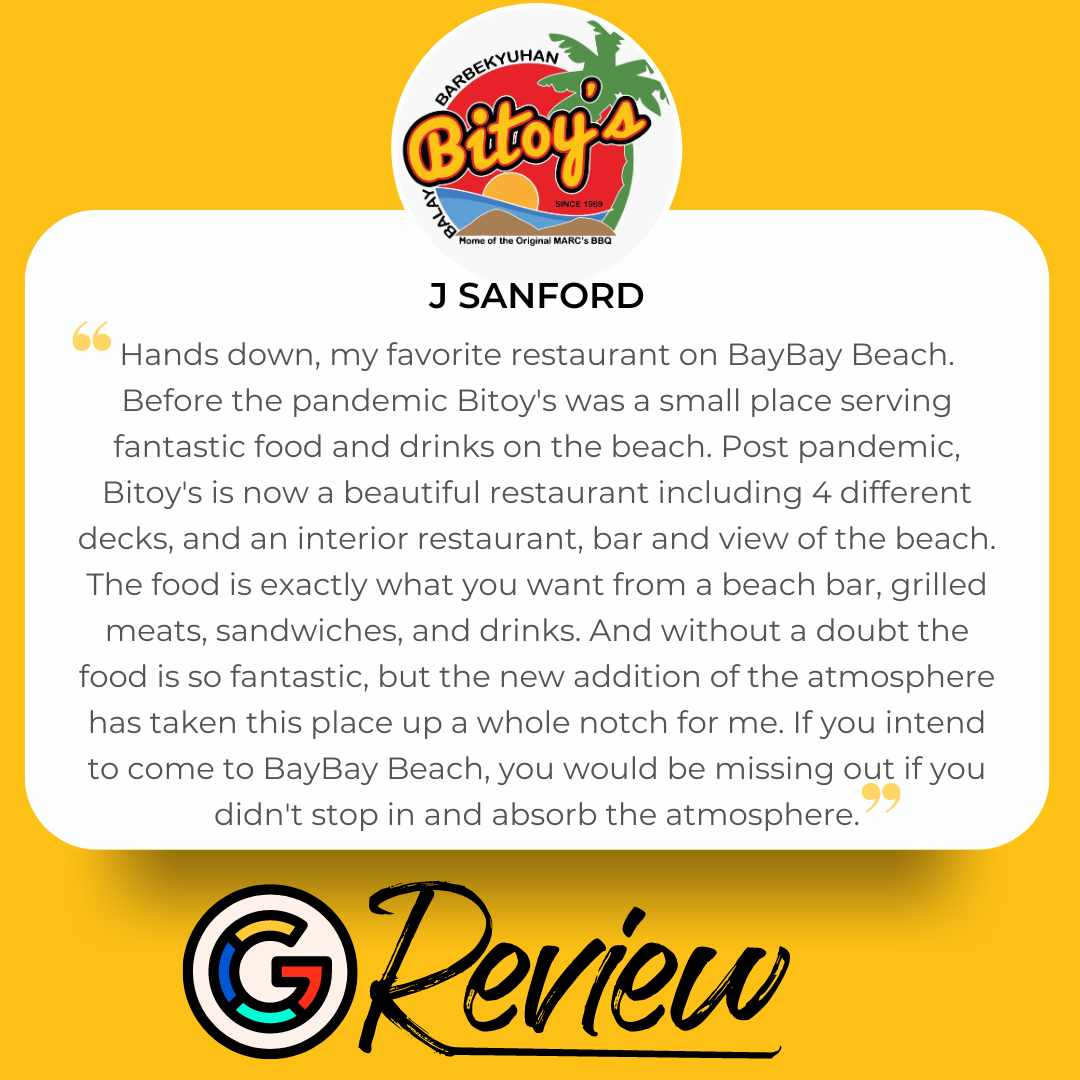 BARBEKYUHAN
Bitoy's
BALAY
SINCE 1969
Home of the Original MARC's BBQ
J SANFORD
“Hands down, my favorite restaurant on BayBay Beach.
Before the pandemic Bitoy's was a small place serving
fantastic food and drinks on the beach. Post pandemic,
Bitoy's is now a beautiful restaurant including 4 different
decks, and an interior restaurant, bar and view of the beach.
The food is exactly what you want from a beach bar, grilled
meats, sandwiches, and drinks. And without a doubt the
food is so fantastic, but the new addition of the atmosphere
has taken this place up a whole notch for me. If you intend
to come to BayBay Beach, you would be missing out if you
didn't stop in and absorb the atmosphere.”
G Review